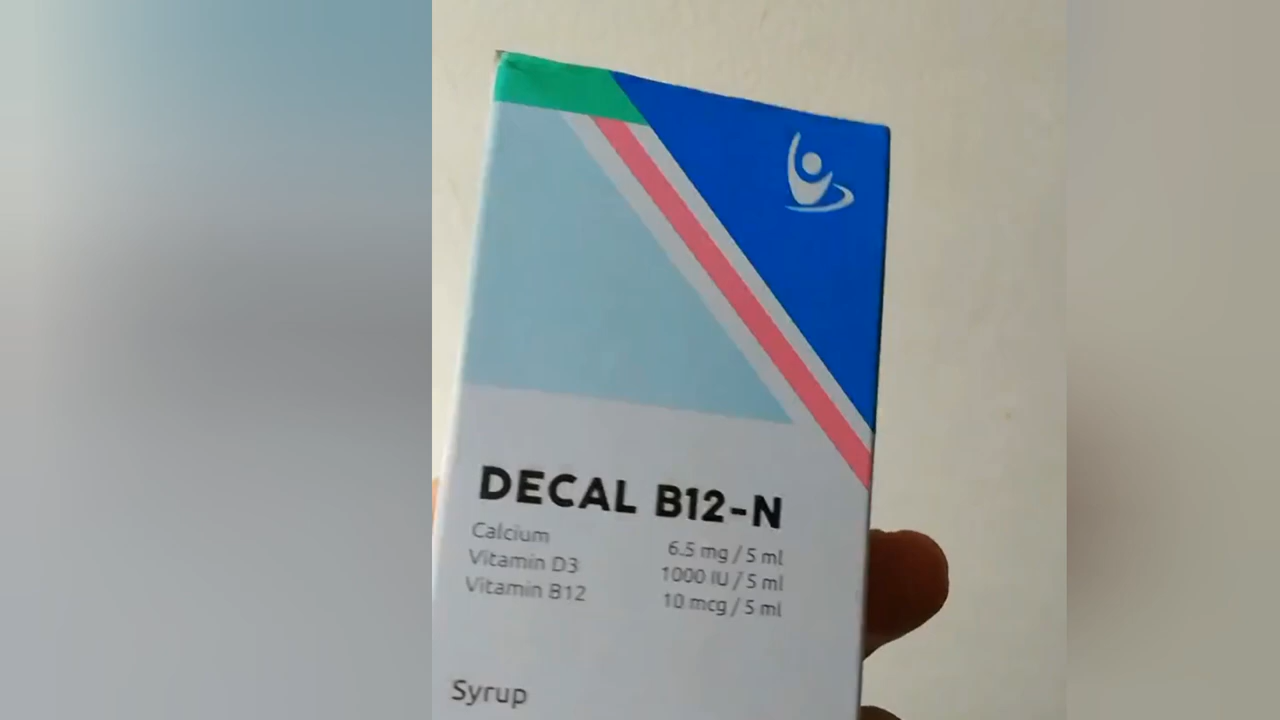 DECAL B12-N
Calcium 6.5 mg / 5 ml
Vitamin D3 1000 IU / 5 ml
Vitamin B12 10 mcg / 5 ml
Syrup